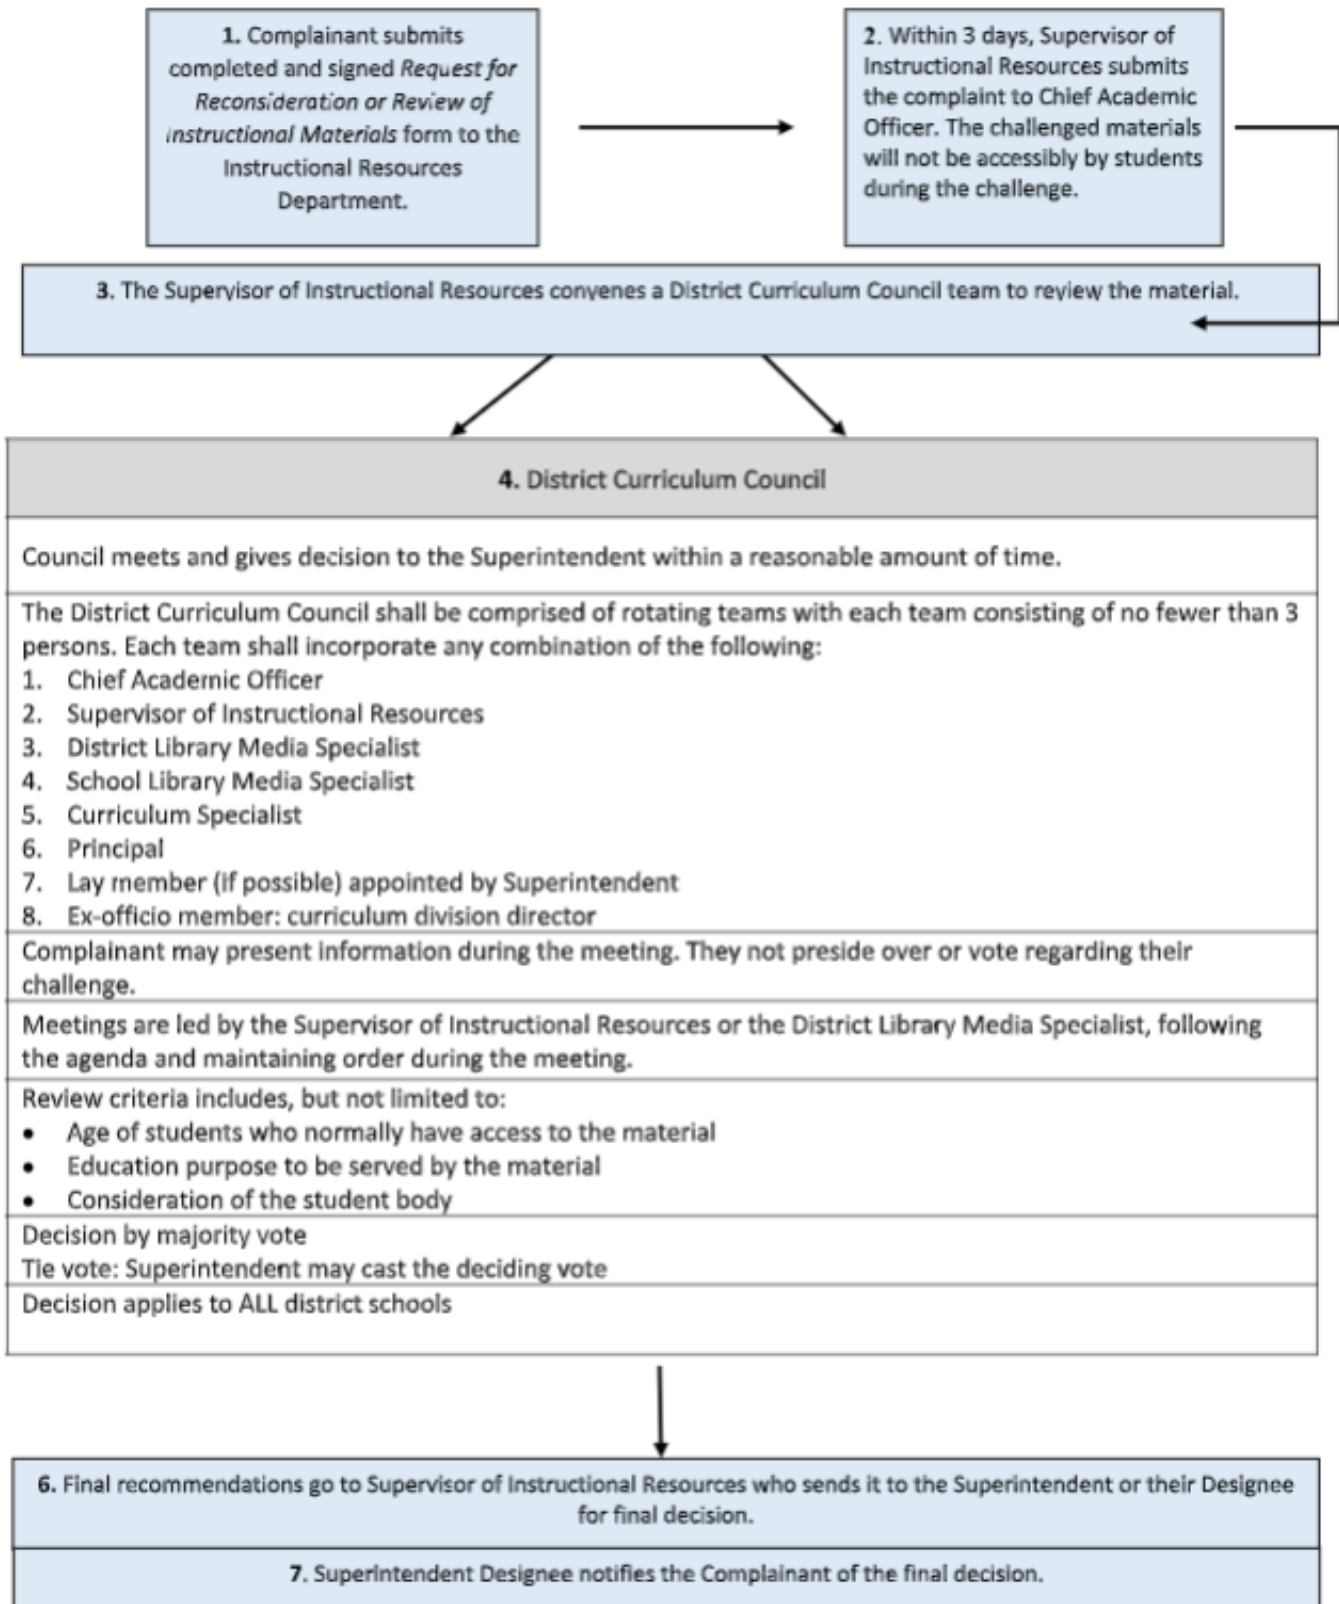 1. Complainant submits
completed and signed Request for
Reconsideration or Review of
Instructional Materials form to the
Instructional Resources
Department.
2. Within 3 days, Supervisor of
Instructional Resources submits
the complaint to Chief Academic
Officer. The challenged materials
will not be accessibly by students
during the challenge.
3. The Supervisor of Instructional Resources convenes a District Curriculum Council team to review the material.
4. District Curriculum Council
Council meets and gives decision to the Superintendent within a reasonable amount of time.
The District Curriculum Council shall be comprised of rotating teams with each team consisting of no fewer than 3
persons. Each team shall incorporate any combination of the following:
1. Chief Academic Officer
2. Supervisor of Instructional Resources
3. District Library Media Specialist
4. School Library Media Specialist
5. Curriculum Specialist
6. Principal
7. Lay member (if possible) appointed by Superintendent
8. Ex-officio member: curriculum division director
Complainant may present information during the meeting. They not preside over or vote regarding their
challenge.
Meetings are led by the Supervisor of Instructional Resources or the District Library Media Specialist, following
the agenda and maintaining order during the meeting.
Review criteria includes, but not limited to:
• Age of students who normally have access to the material
• Education purpose to be served by the material
• Consideration of the student body
Decision by majority vote
Tie vote: Superintendent may cast the deciding vote
Decision applies to ALL district schools
6. Final recommendations go to Supervisor of Instructional Resources who sends it to the Superintendent or their Designee
for final decision.
7. Superintendent Designee notifies the Complainant of the final decision.